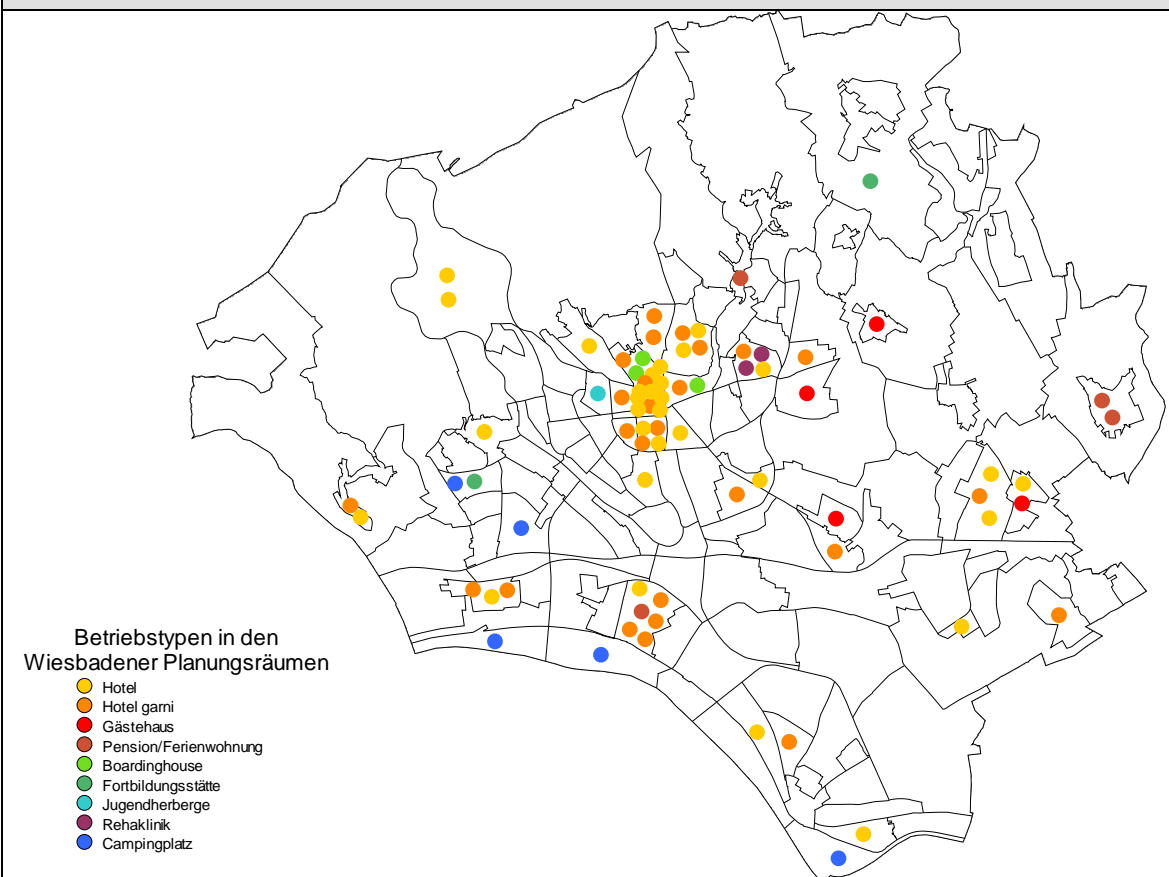 Betriebstypen in den
Wiesbadener Planungsräumen
Hotel
Hotel garni
Gästehaus
Pension/Ferienwohnung
Boardinghouse
Fortbildungsstätte
Jugendherberge
Rehaklinik
Campingplatz